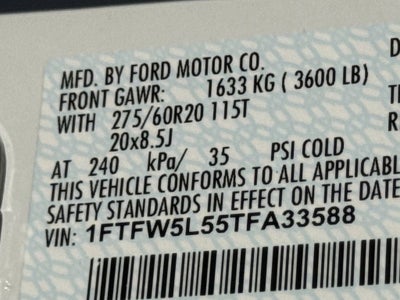 MFD. BY FORD MOTOR CO.
FRONT GAWR: 1633 KG ( 3600 LB)
WITH 275/60R20 115T
20x8.5J
AT 240 kPa/ 35 PSI COLD
THIS VEHICLE CONFORMS TO ALL APPLICABL
SAFETY STANDARDS IN EFFECT ON THE DATE
VIN: 1FTFW5L55TFA33588
D
T
R